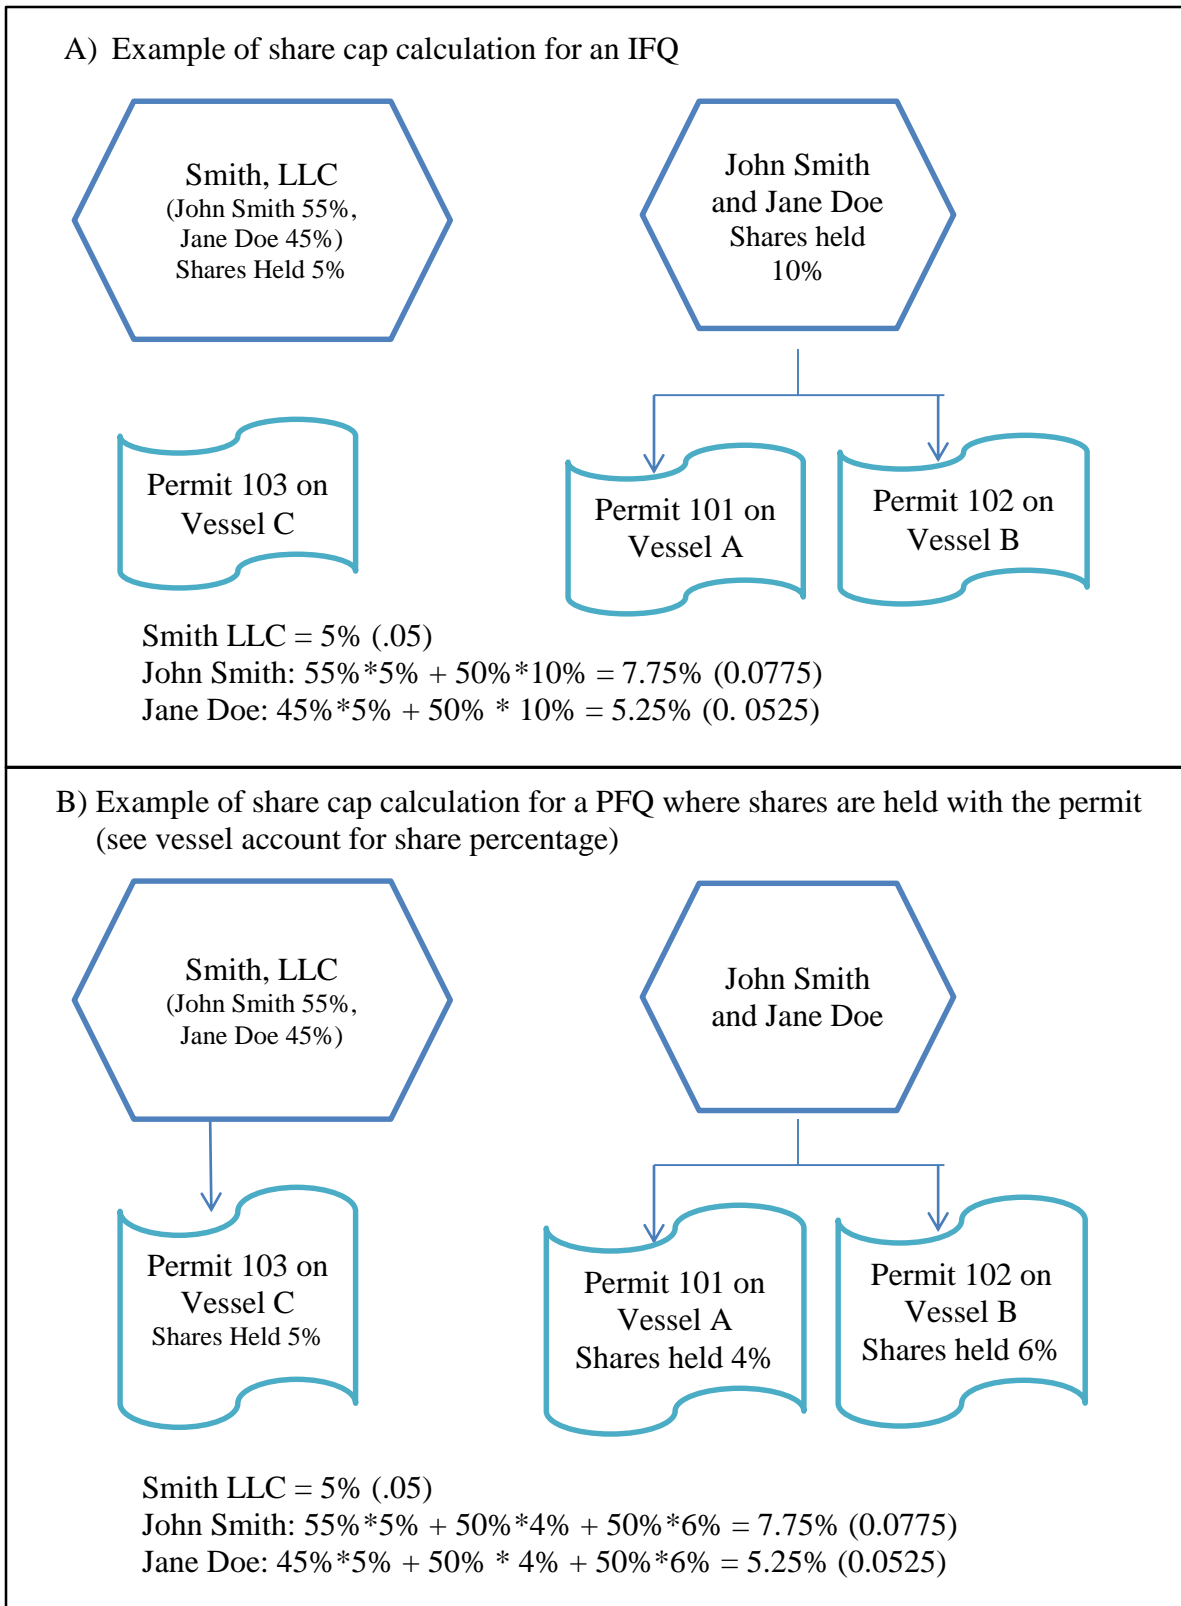 A) Example of share cap calculation for an IFQ
Smith, LLC
(John Smith 55%,
Jane Doe 45%)
Shares Held 5%
John Smith
and Jane Doe
Shares held
10%
Permit 103 on
Vessel C
Permit 101 on
Vessel A
Permit 102 on
Vessel B
Smith LLC = 5% (.05)
John Smith: 55%*5% + 50%*10% = 7.75% (0.0775)
Jane Doe: 45%*5% + 50% * 10% = 5.25% (0. 0525)
B) Example of share cap calculation for a PFQ where shares are held with the permit
(see vessel account for share percentage)
Smith, LLC
(John Smith 55%,
Jane Doe 45%)
John Smith
and Jane Doe
Permit 103 on
Vessel C
Shares Held 5%
Permit 101 on
Vessel A
Shares held 4%
Permit 102 on
Vessel B
Shares held 6%
Smith LLC = 5% (.05)
John Smith: 55%*5% + 50%*4% + 50%*6% = 7.75% (0.0775)
Jane Doe: 45%*5% + 50% * 4% + 50%*6% = 5.25% (0.0525)